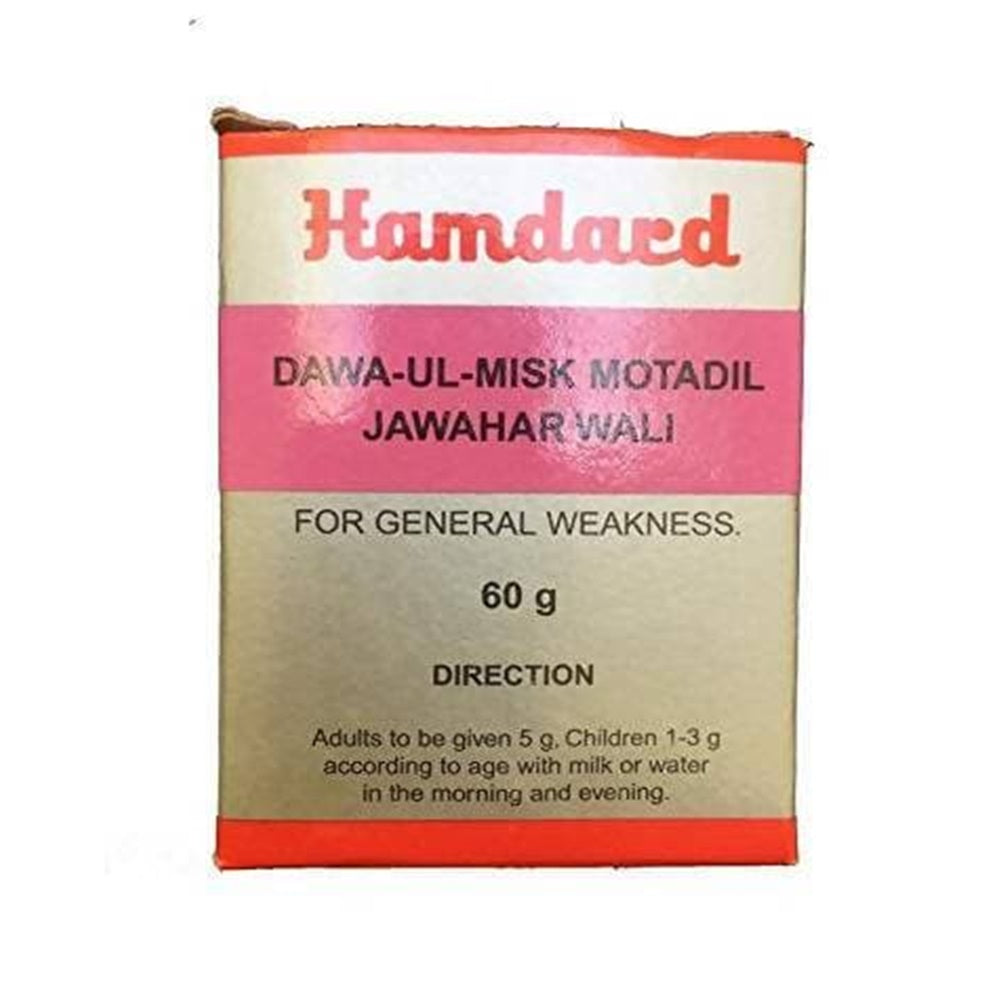 Hamdard
DAWA-UL-MISK MOTADIL
JAWAHAR WALI
FOR GENERAL WEAKNESS.
60 g
DIRECTION
Adults to be given 5 g, Children 1-3 g
according to age with milk or water
in the morning and evening.